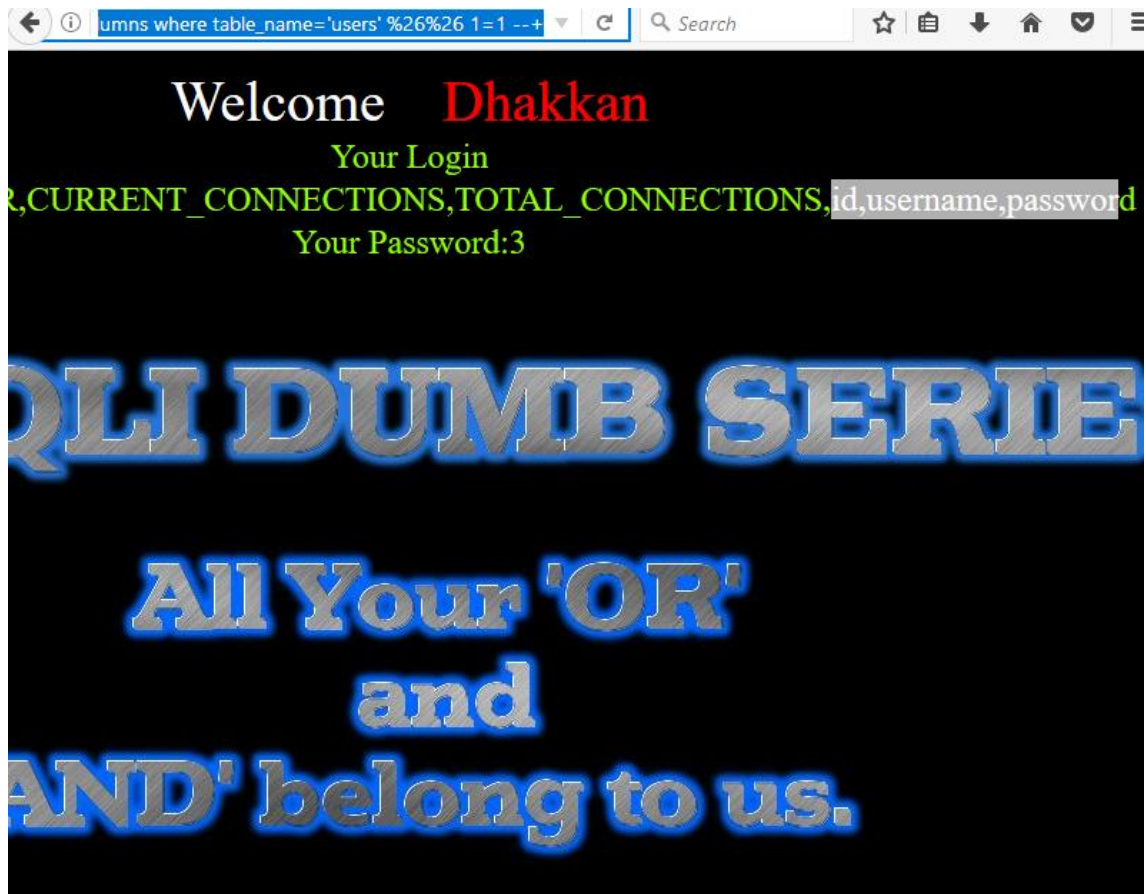 umns where table_name='users' %26%26 1=1 --+
Search
Welcome Dhakkan
Your Login
R,CURRENT_CONNECTIONS,TOTAL_CONNECTIONS,id,username,password
Your Password:3
QLI DUMB SERIE
All Your 'OR'
and
AND' belong to us.